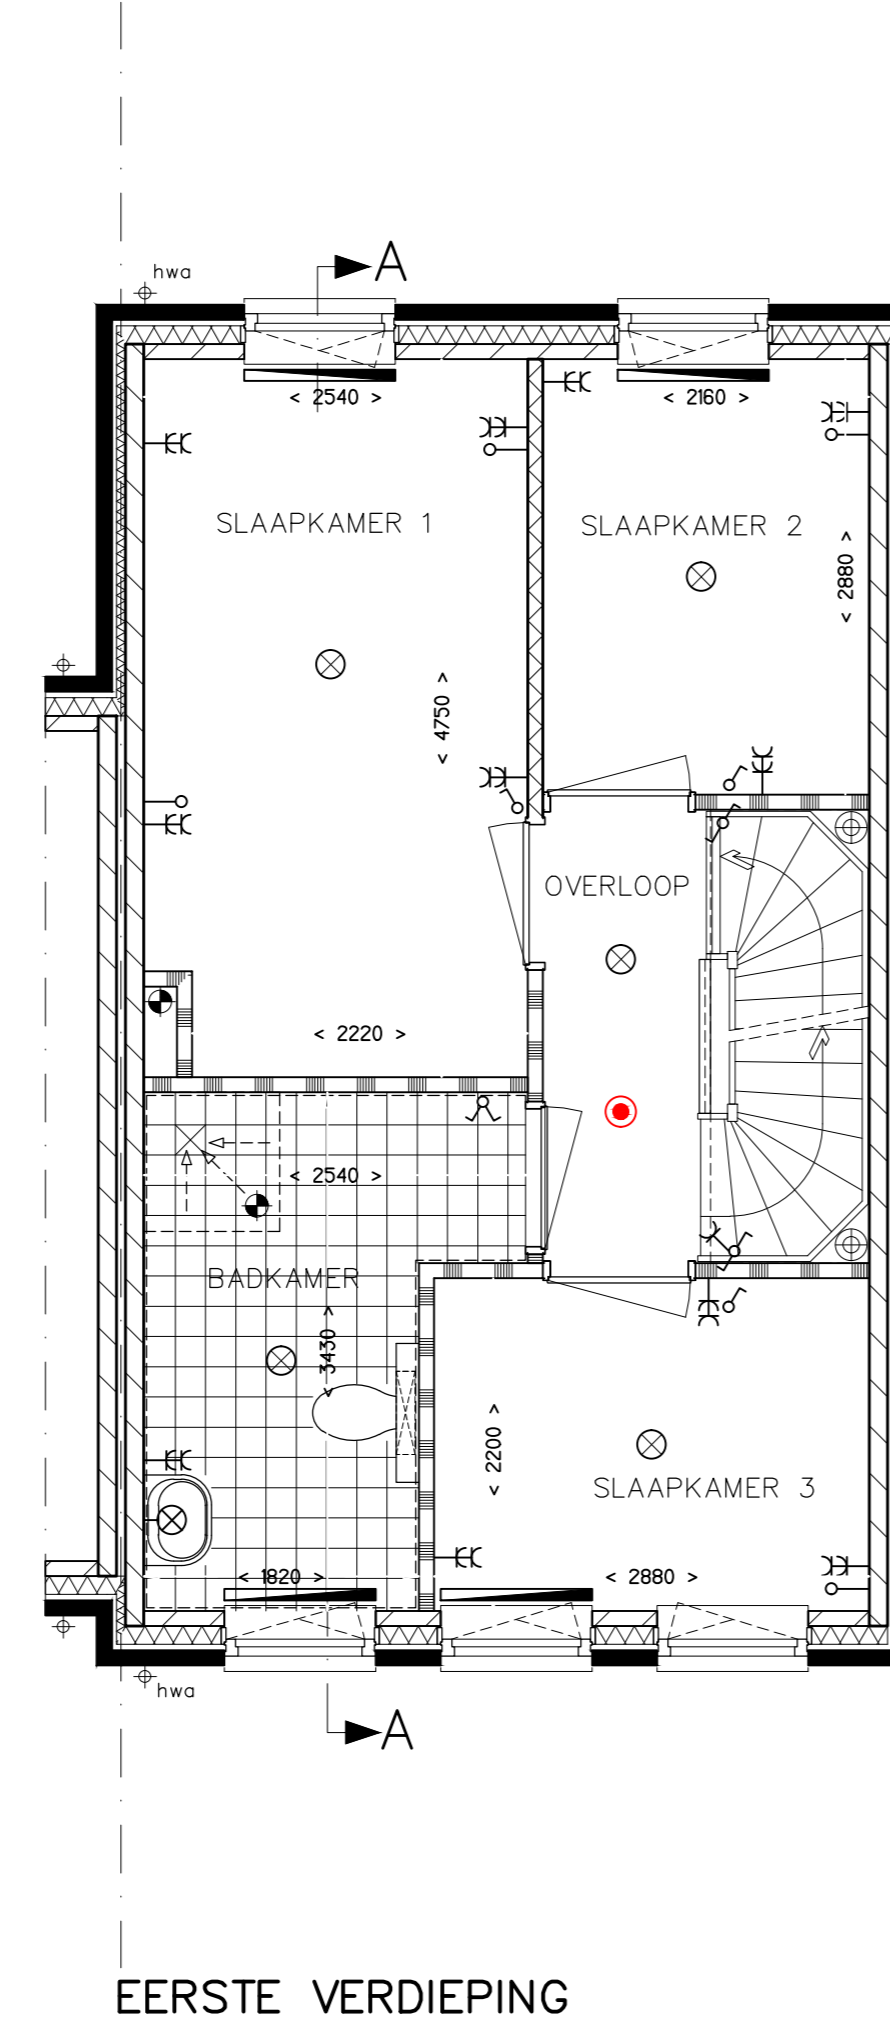 A
hwa
< 2540 >
< 2160 >
SLAAPKAMER 1
SLAAPKAMER 2
< 2880 >
< 4750 >
OVERLOOP
< 2220 >
< 2540 >
BADKAMER
< 3430 >
< 2200 >
SLAAPKAMER 3
< 1820 >
< 2880 >
hwa
A
EERSTE VERDIEPING